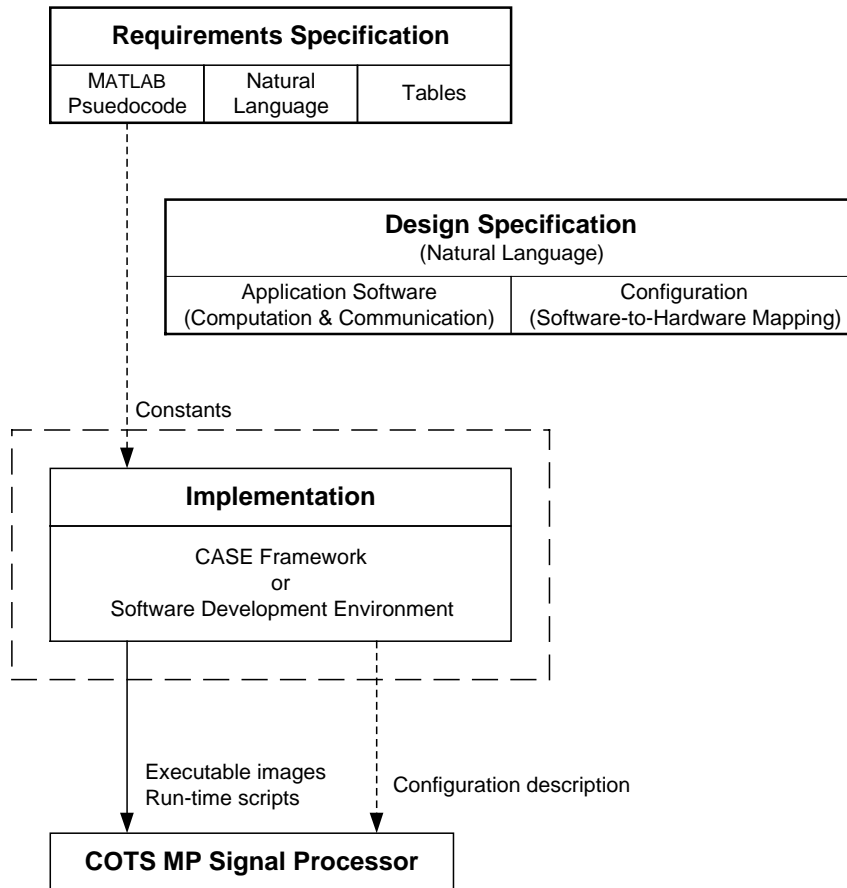 Requirements Specification
MATLAB
Psuedocode
Natural
Language
Tables
Design Specification
(Natural Language)
Application Software
(Computation & Communication)
Configuration
(Software-to-Hardware Mapping)
Constants
Implementation
CASE Framework
or
Software Development Environment
Executable images
Run-time scripts
Configuration description
COTS MP Signal Processor